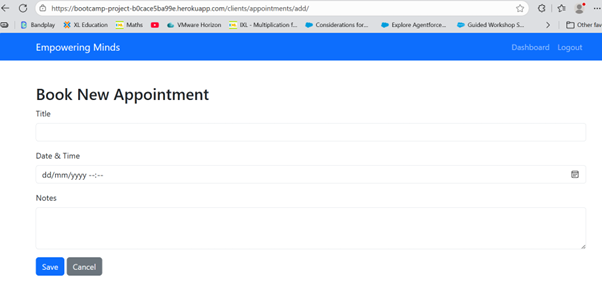 https://bootcamp-project-b0cace5ba99e.herokuapp.com/clients/appointments/add/
Bandplay XL Education Maths VMware Horizon IXL - Multiplication f... Considerations for... Explore Agentforce... Guided Workshop S... Other fav
Empowering Minds Dashboard Logout
Book New Appointment
Title
Date & Time
dd/mm/yyyy --:--
Notes
Save Cancel